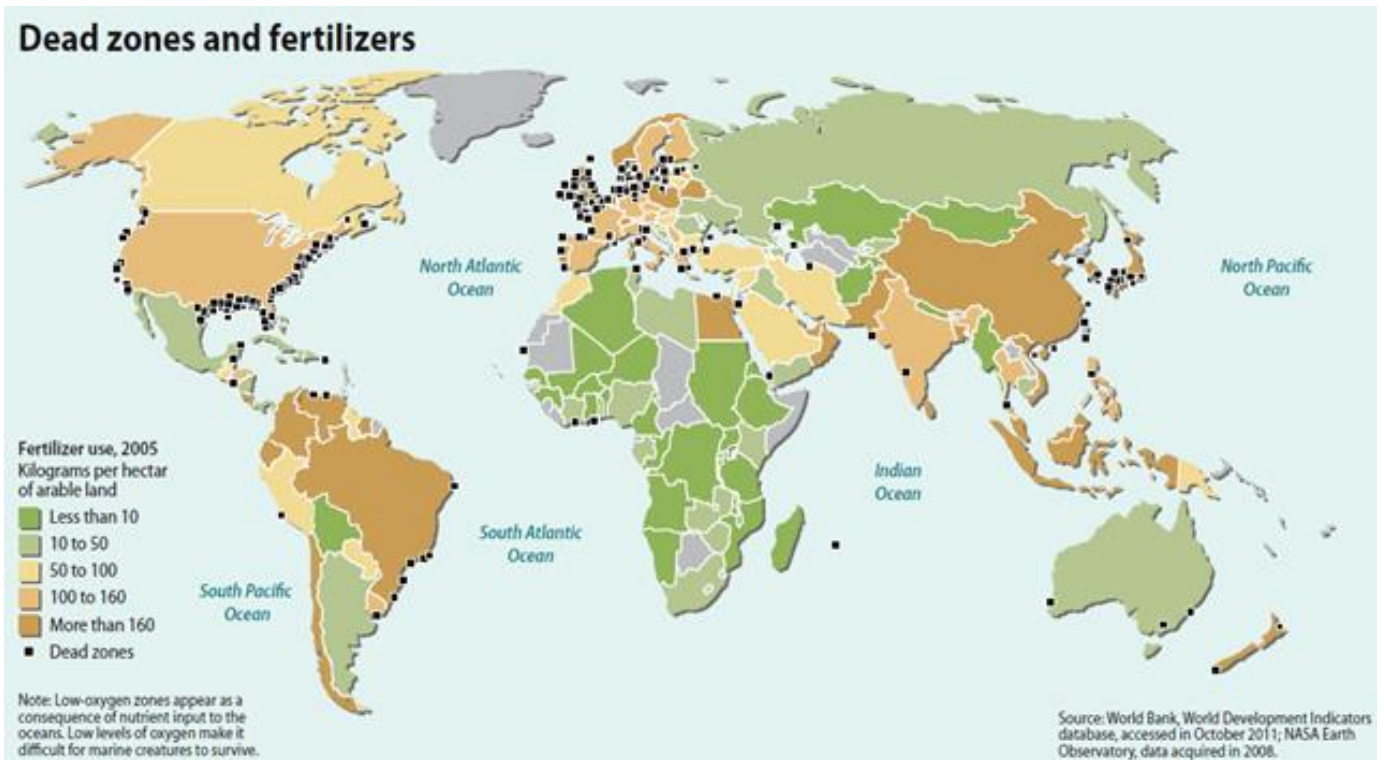 Dead zones and fertilizers
North Atlantic
Ocean
North Pacific
Ocean
Indian
Ocean
South Atlantic
Ocean
South Pacific
Ocean
Fertilizer use, 2005
Kilograms per hectar
of arable land
Less than 10
10 to 50
50 to 100
100 to 160
More than 160
Dead zones
Note: Low-oxygen zones appear as a
consequence of nutrient input to the
oceans. Low levels of oxygen make it
difficult for marine creatures to survive.
Source: World Bank, World Development Indicators
database, accessed in October 2011; NASA Earth
Observatory, data acquired in 2008.